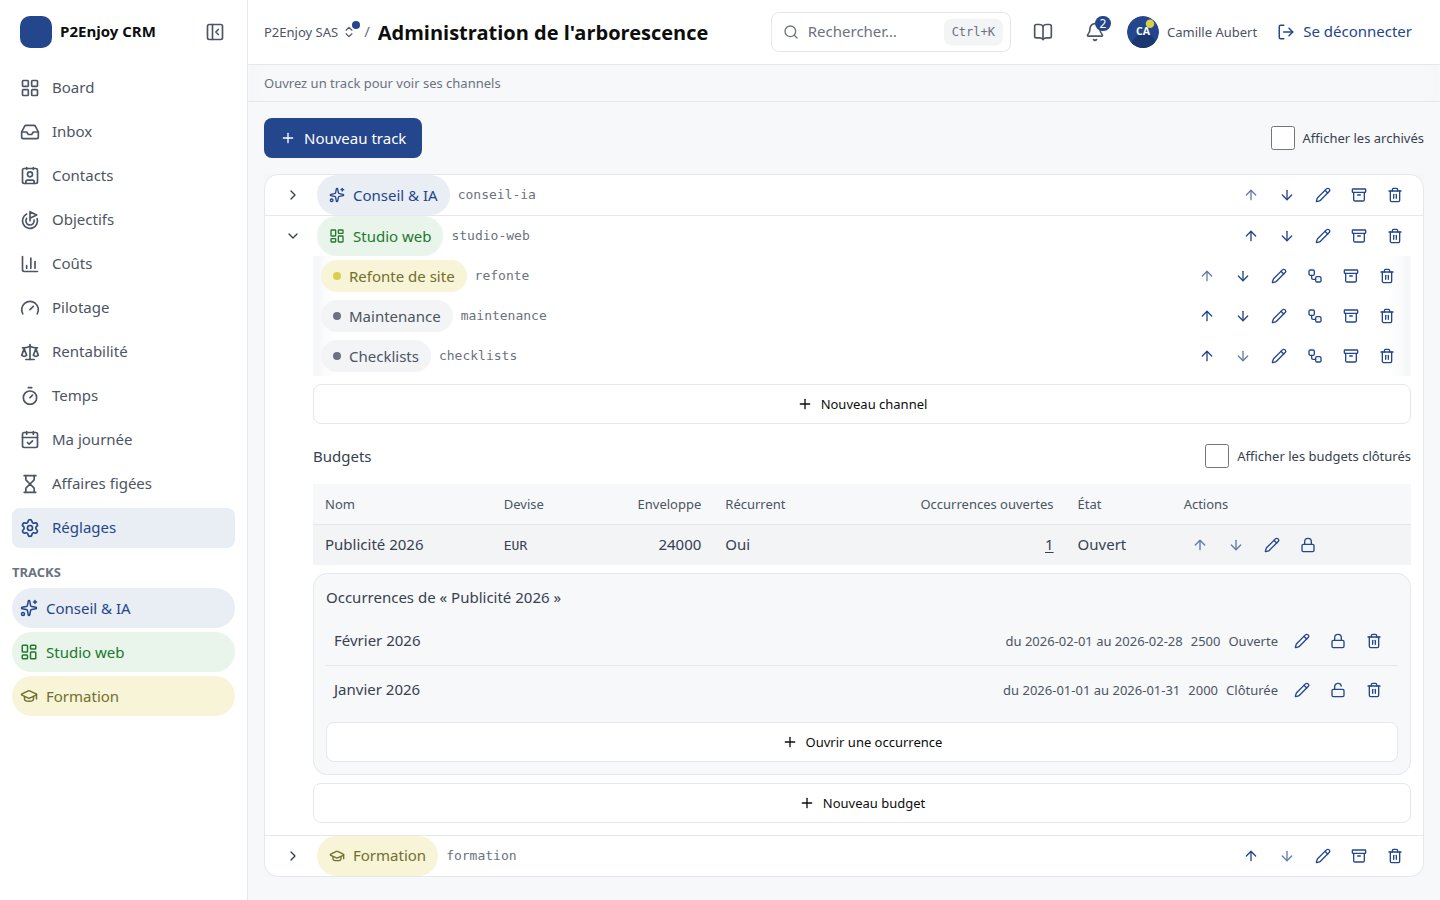 P2Enjoy CRM
P2Enjoy SAS / Administration de l'arborescence
Rechercher... Ctrl+K
2
CA Camille Aubert
Se déconnecter
Board
Inbox
Contacts
Objectifs
Coûts
Pilotage
Rentabilité
Temps
Ma journée
Affaires figées
Réglages
TRACKS
Conseil & IA
Studio web
Formation
Ouvrez un track pour voir ses channels
Nouveau track
Afficher les archivés
Conseil & IA conseil-ia
Studio web studio-web
Refonte de site refonte
Maintenance maintenance
Checklists checklists
Nouveau channel
Budgets
Afficher les budgets clôturés
Nom Devise Enveloppe Récurrent Occurrences ouvertes État Actions
Publicité 2026 EUR 24000 Oui 1 Ouvert
Occurrences de « Publicité 2026 »
Février 2026 du 2026-02-01 au 2026-02-28 2500 Ouverte
Janvier 2026 du 2026-01-01 au 2026-01-31 2000 Clôturée
Ouvrir une occurrence
Nouveau budget
Formation formation